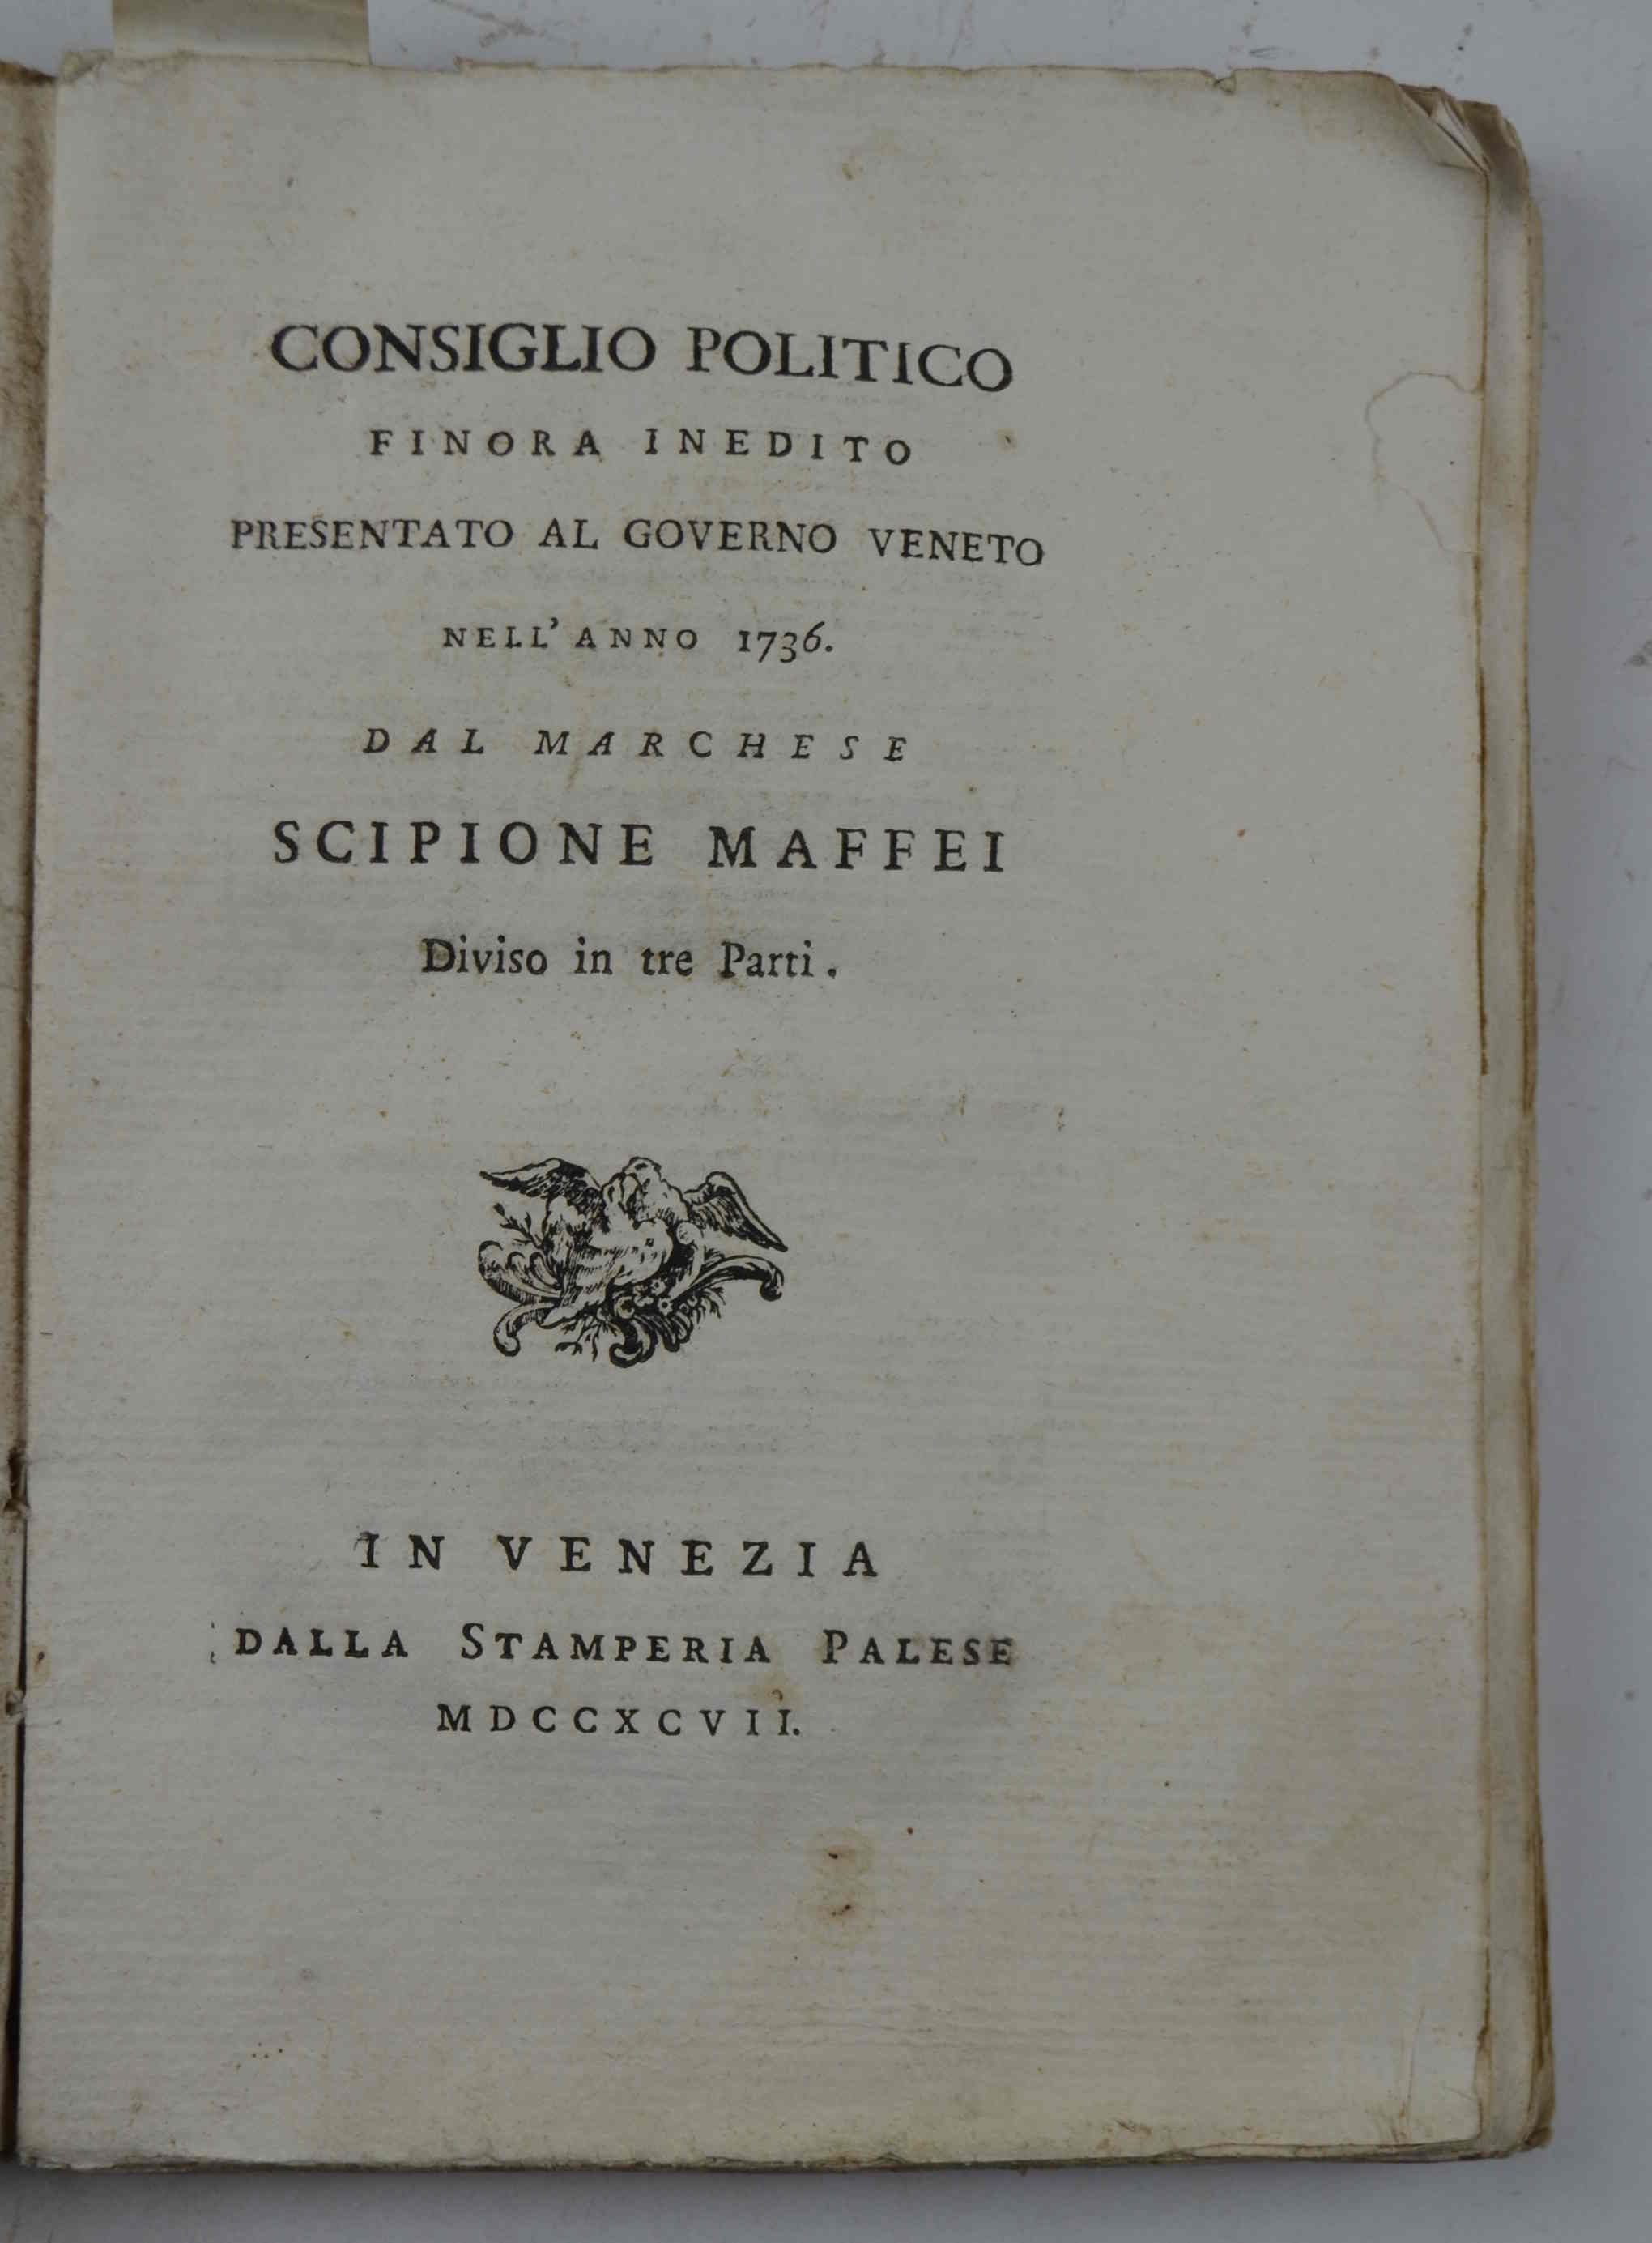 CONSIGLIO POLITICO
FINORA INEDITO
PRESENTATO AL GOVERNO VENETO
NELL' ANNO 1736.
DAL MARCHESE
SCIPIONE MAFFEI
Diviso in tre Parti.
IN VENEZIA
DALLA STAMPERIA PALESE
MDCCXCVII.